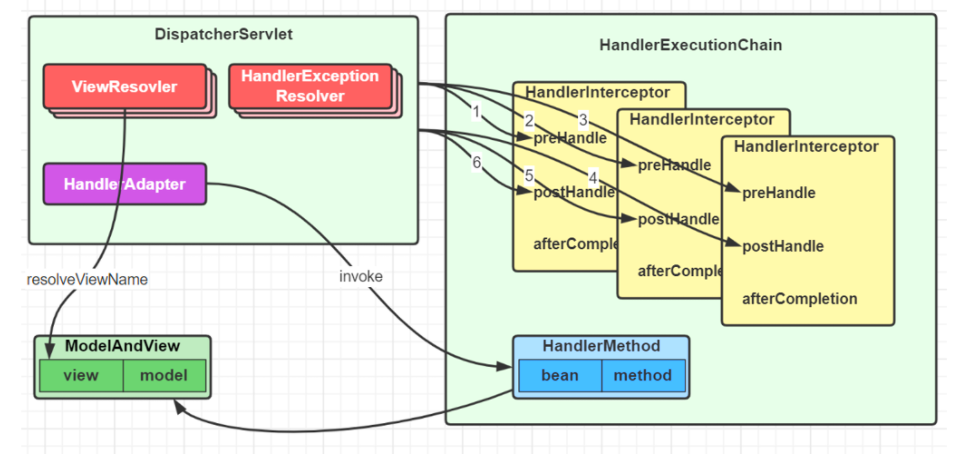 DispatcherServlet
ViewResovler
HandlerException
Resolver
HandlerAdapter
resolveViewName
invoke
ModelAndView
view model
HandlerExecutionChain
HandlerInterceptor
preHandle
postHandle
afterComple
HandlerInterceptor
preHandle
postHandle
afterComple
HandlerInterceptor
preHandle
postHandle
afterCompletion
1
2
3
6
5
4
HandlerMethod
bean method